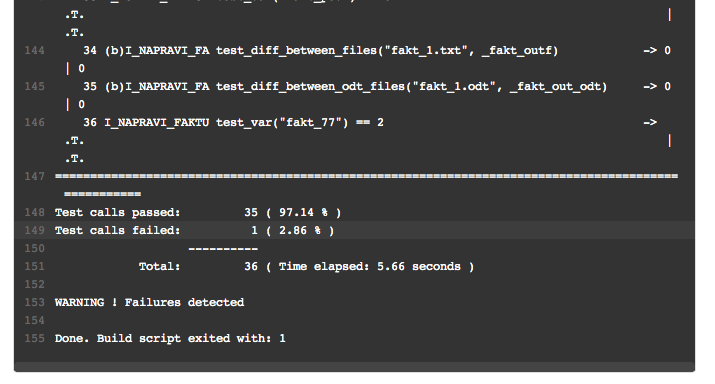 .T. |
.T.
144 34 (b)I_NAPRAVI_FA test_diff_between_files("fakt_1.txt", _fakt_outf) -> 0
| 0
145 35 (b)I_NAPRAVI_FA test_diff_between_odt_files("fakt_1.odt", _fakt_out_odt) -> 0
| 0
146 36 I_NAPRAVI_FAKTU test_var("fakt_77") == 2 ->
.T. |
.T.
147 =========================================================================================
===========
148 Test calls passed: 35 ( 97.14 % )
149 Test calls failed: 1 ( 2.86 % )
150 ----------
151 Total: 36 ( Time elapsed: 5.66 seconds )
152
153 WARNING ! Failures detected
154
155 Done. Build script exited with: 1